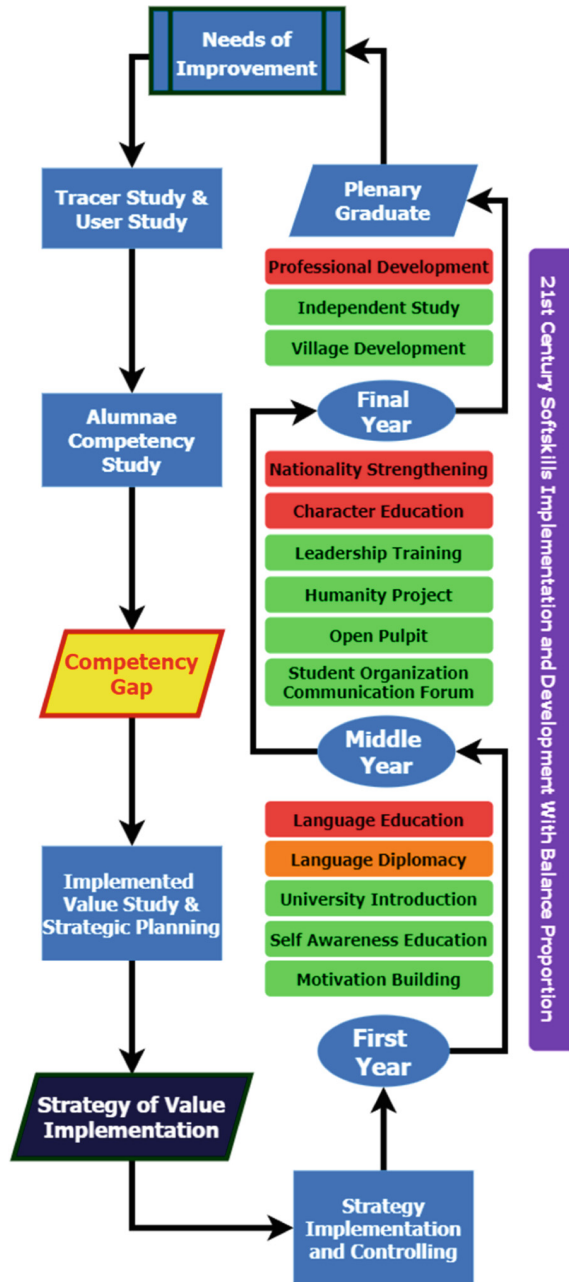 Needs of
Improvement
Tracer Study &
User Study
Alumnae
Competency
Study
Competency
Gap
Implemented
Value Study &
Strategic Planning
Strategy of Value
Implementation
Strategy
Implementation
and Controlling
First
Year
Language Education
Language Diplomacy
University Introduction
Self Awareness Education
Motivation Building
Middle
Year
Nationality Strengthening
Character Education
Leadership Training
Humanity Project
Open Pulpit
Student Organization
Communication Forum
Final
Year
Professional Development
Independent Study
Village Development
Plenary
Graduate
21st Century Softskills Implementation and Development With Balance Proportion